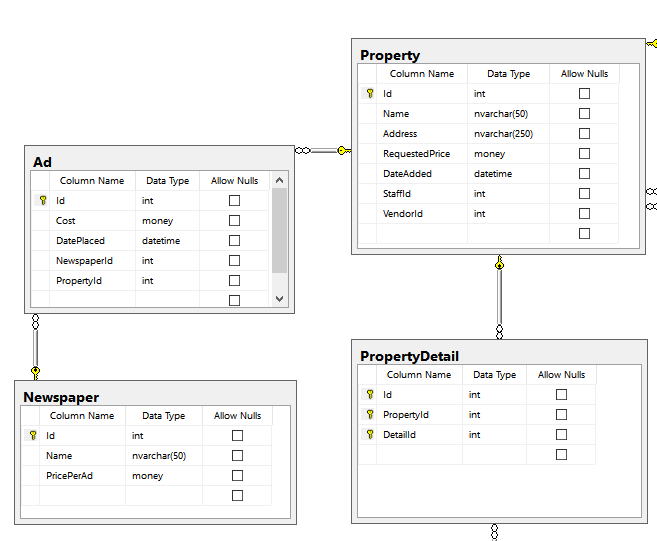 Property
Column Name Data Type Allow Nulls
Id int
Name nvarchar(50)
Address nvarchar(250)
RequestedPrice money
DateAdded datetime
StaffId int
VendorId int
Ad
Column Name Data Type Allow Nulls
Id int
Cost money
DatePlaced datetime
NewspaperId int
PropertyId int
PropertyDetail
Column Name Data Type Allow Nulls
Id int
PropertyId int
DetailId int
Newspaper
Column Name Data Type Allow Nulls
Id int
Name nvarchar(50)
PricePerAd money